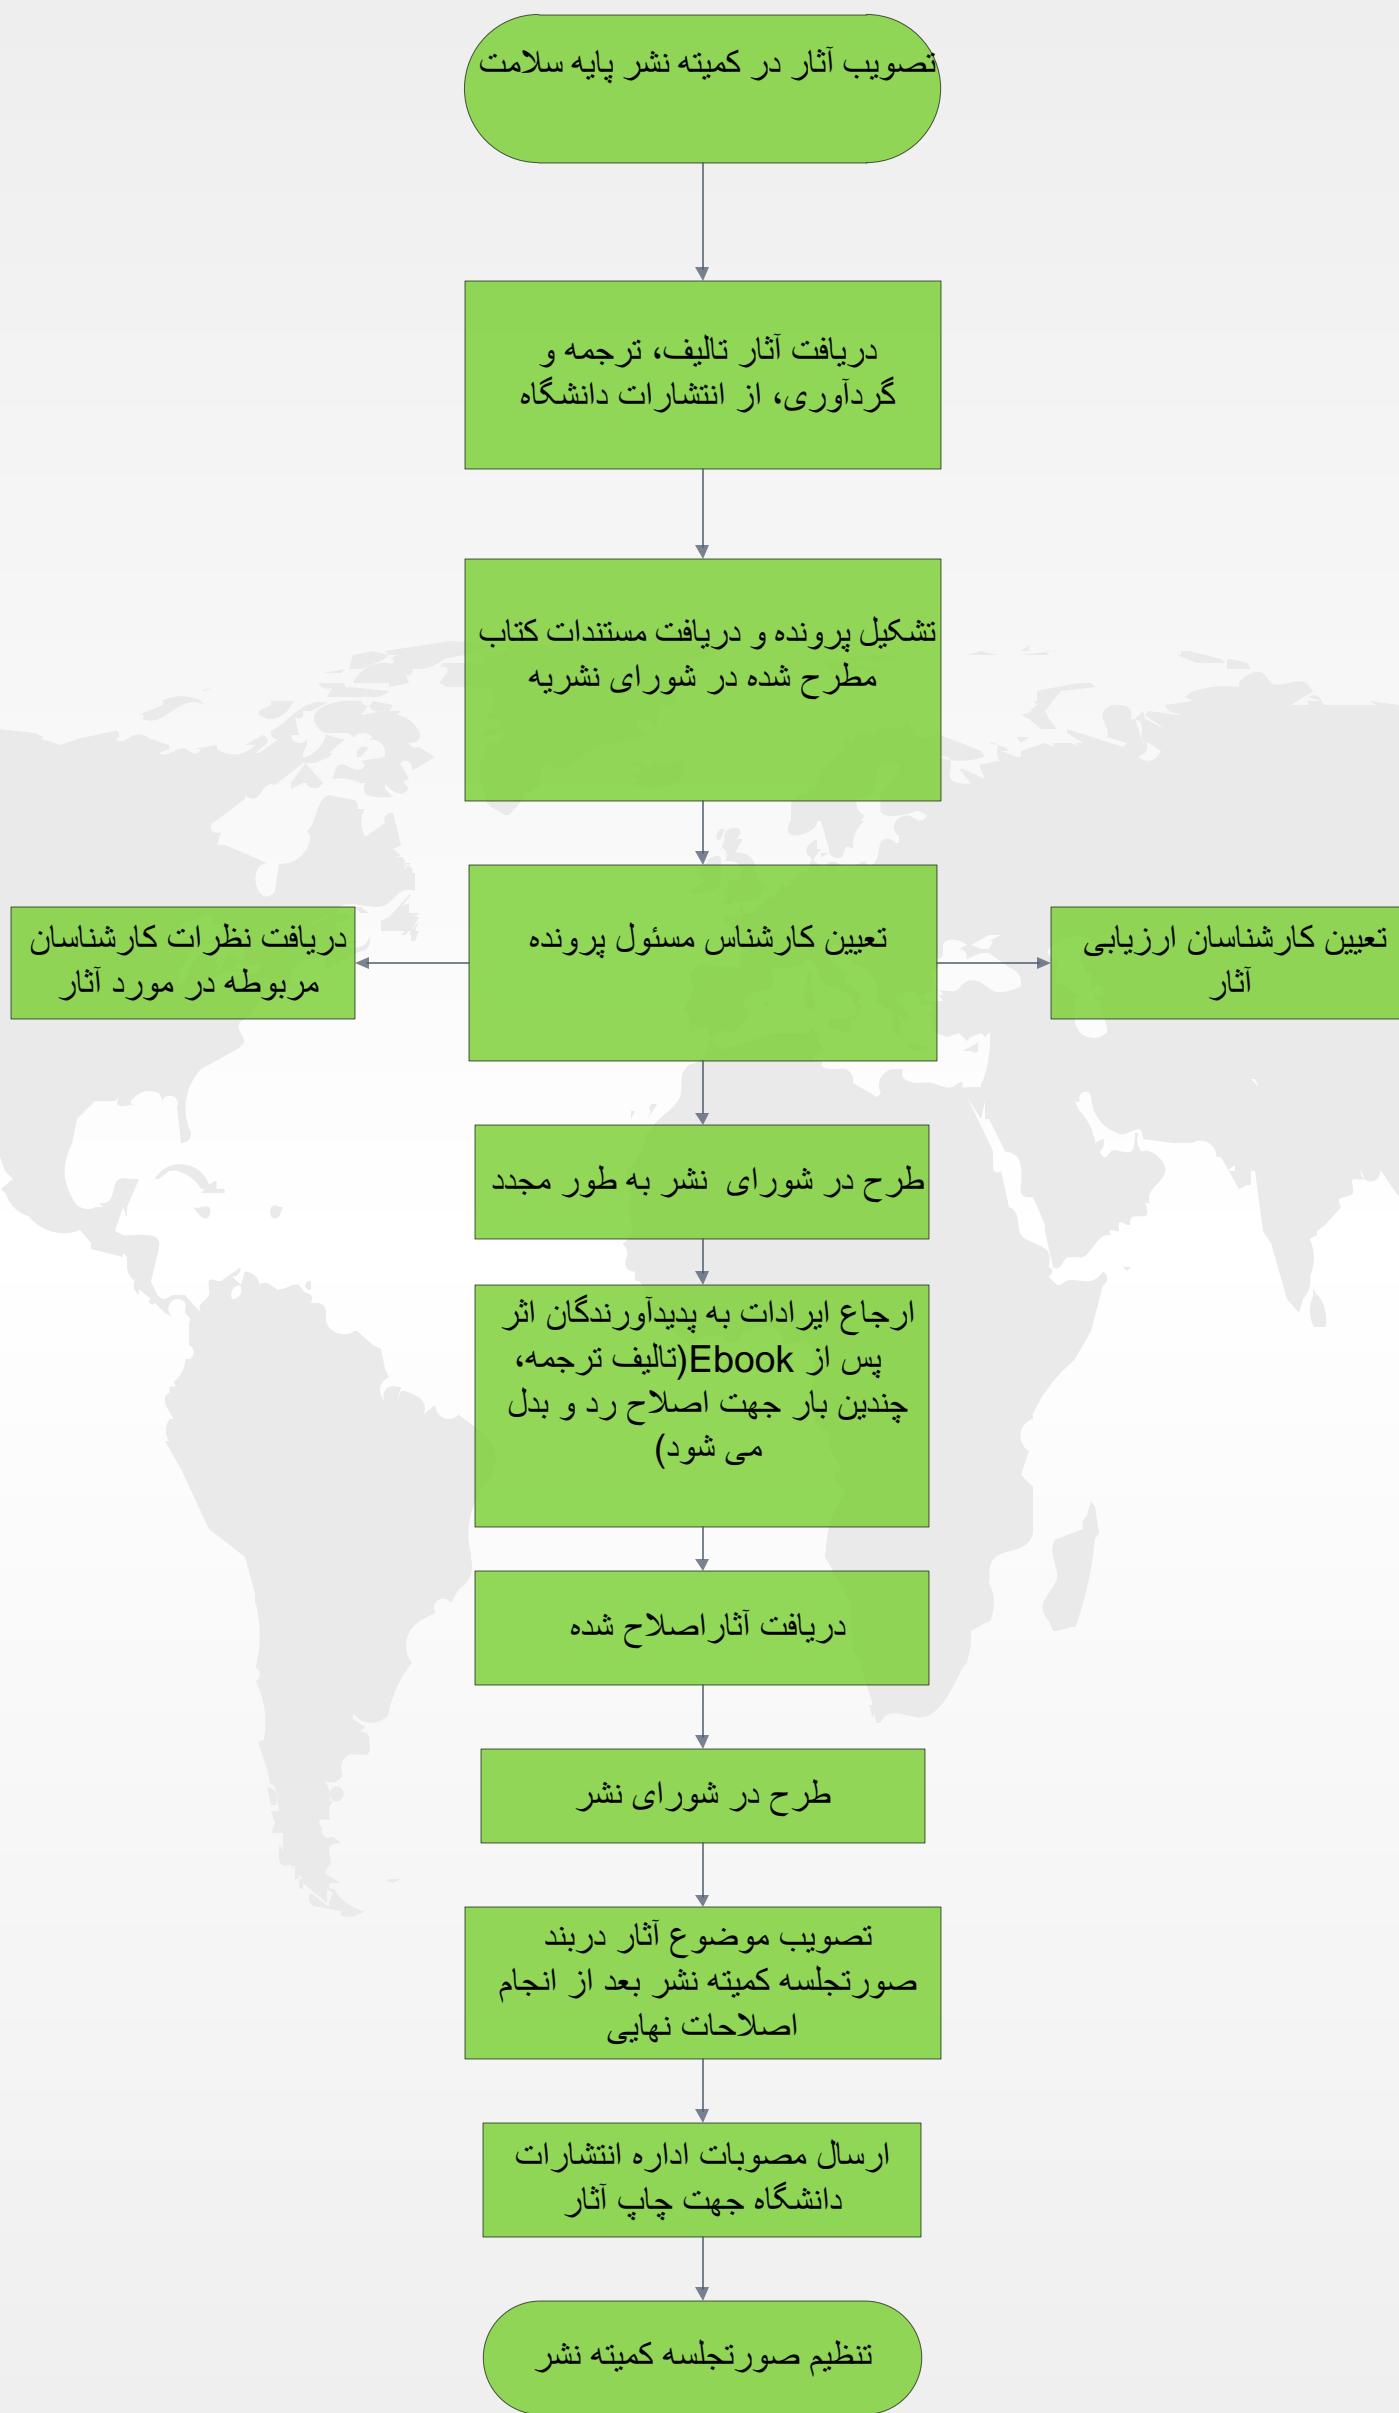 تصویب آثار در کمیته نشر پایه سلامت
دریافت آثار تالیف، ترجمه و
گردآوری، از انتشارات دانشگاه
تشکیل پرونده و دریافت مستندات کتاب
مطرح شده در شورای نشریه
تعیین کارشناسان ارزیابی
آثار
تعیین کارشناس مسئول پرونده
دریافت نظرات کارشناسان
مربوطه در مورد آثار
طرح در شورای نشر به طور مجدد
ارجاع ایرادات به پدیدآورندگان اثر
پس از Ebook(تالیف ترجمه،
چندین بار جهت اصلاح رد و بدل
می شود)
دریافت آثاراصلاح شده
طرح در شورای نشر
تصویب موضوع آثار دربند
صورتجلسه کمیته نشر بعد از انجام
اصلاحات نهایی
ارسال مصوبات اداره انتشارات
دانشگاه جهت چاپ آثار
تنظیم صورتجلسه کمیته نشر